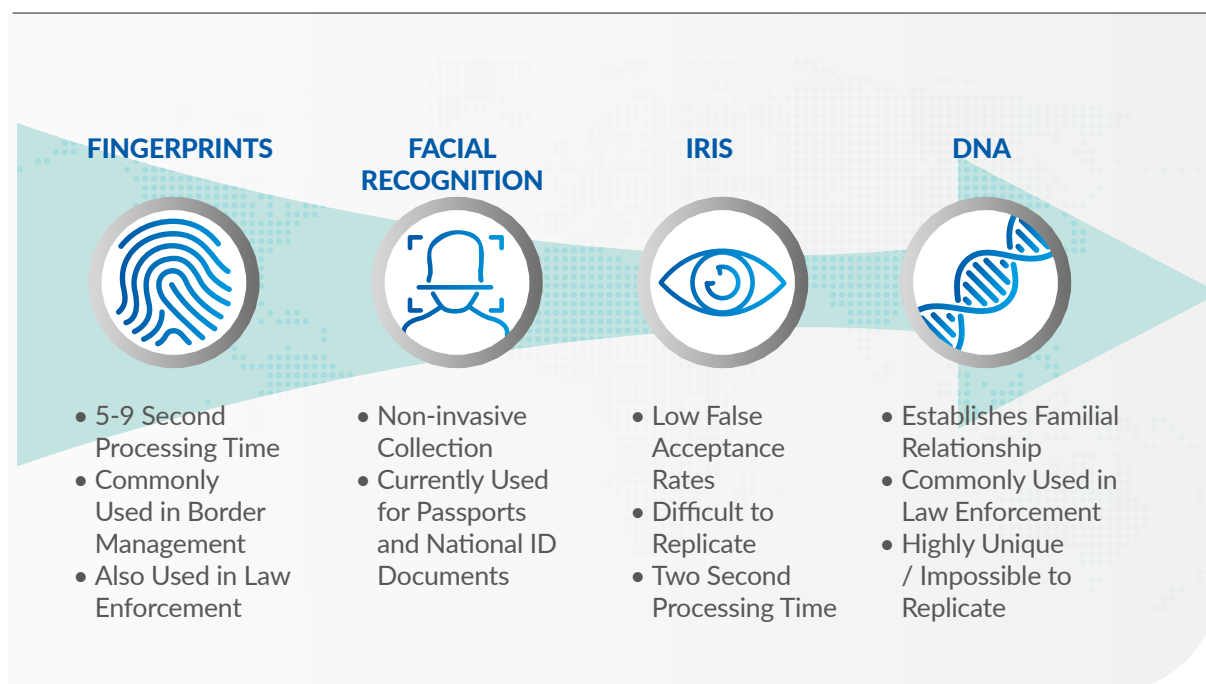 FINGERPRINTS
• 5-9 Second
Processing Time
• Commonly
Used in Border
Management
• Also Used in Law
Enforcement
FACIAL
RECOGNITION
• Non-invasive
Collection
• Currently Used
for Passports
and National ID
Documents
IRIS
• Low False
Acceptance
Rates
• Difficult to
Replicate
• Two Second
Processing Time
DNA
• Establishes Familial
Relationship
• Commonly Used in
Law Enforcement
• Highly Unique
/ Impossible to
Replicate